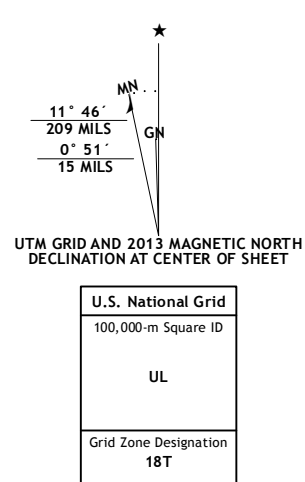 ★
MN
GN
11° 46´
209 MILS
0° 51´
15 MILS
UTM GRID AND 2013 MAGNETIC NORTH
DECLINATION AT CENTER OF SHEET
U.S. National Grid
100,000-m Square ID
UL
Grid Zone Designation
18T